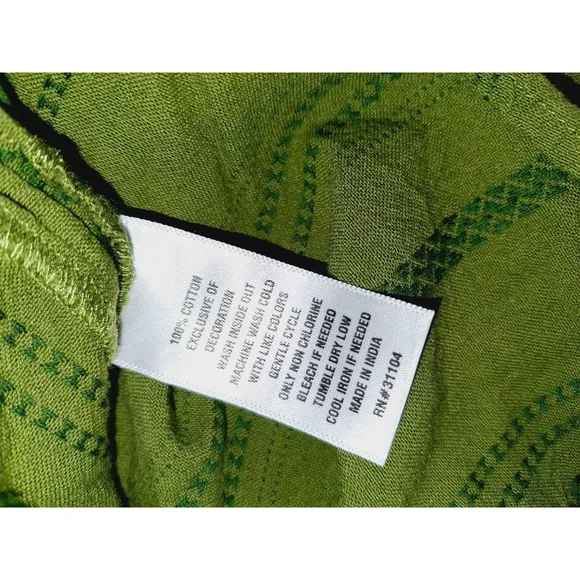 100% COTTON
EXCLUSIVE OF
DECORATION
WASH INSIDE OUT
MACHINE WASH COLD
WITH LIKE COLORS
GENTLE CYCLE
ONLY NON CHLORINE
BLEACH IF NEEDED
TUMBLE DRY LOW
COOL IRON IF NEEDED
MADE IN INDIA
RN#31104